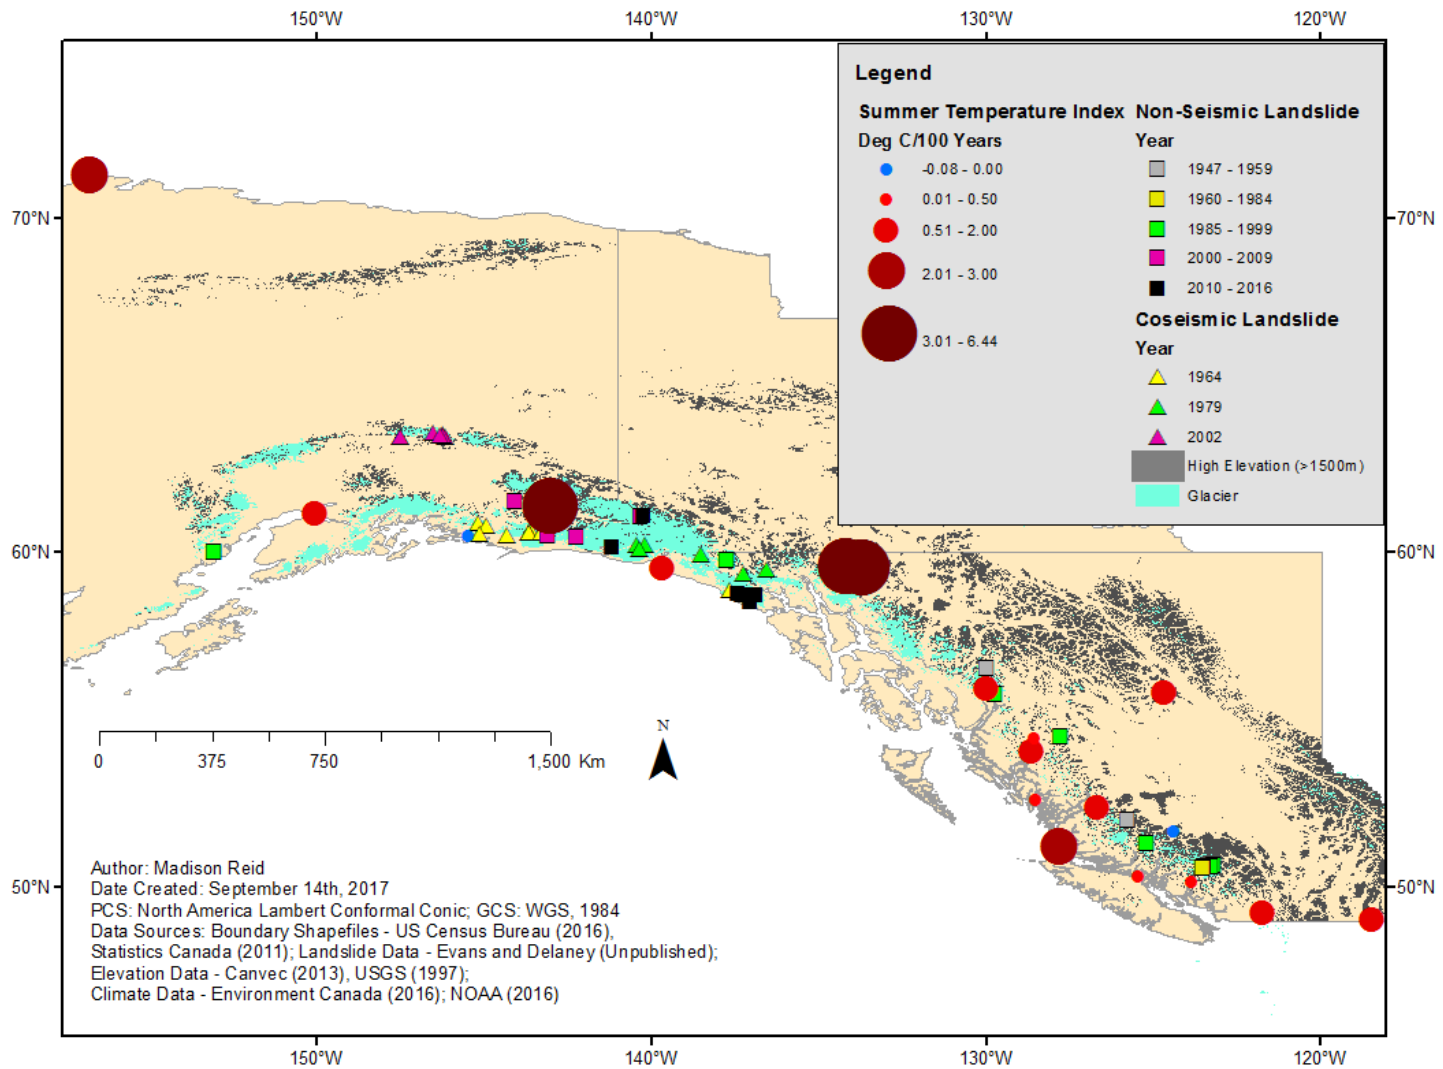 150°W 140°W 130°W 120°W
Legend
Summer Temperature Index
Deg C/100 Years
-0.08 - 0.00
0.01 - 0.50
0.51 - 2.00
2.01 - 3.00
3.01 - 6.44
Non-Seismic Landslide
Year
1947 - 1959
1960 - 1984
1985 - 1999
2000 - 2009
2010 - 2016
Coseismic Landslide
Year
1964
1979
2002
High Elevation (>1500m)
Glacier
70°N 70°N
60°N 60°N
N
0 375 750 1,500 Km
50°N 50°N
Author: Madison Reid
Date Created: September 14th, 2017
PCS: North America Lambert Conformal Conic; GCS: WGS, 1984
Data Sources: Boundary Shapefiles - US Census Bureau (2016),
Statistics Canada (2011); Landslide Data - Evans and Delaney (Unpublished);
Elevation Data - Canvec (2013), USGS (1997);
Climate Data - Environment Canada (2016); NOAA (2016)
150°W 140°W 130°W 120°W